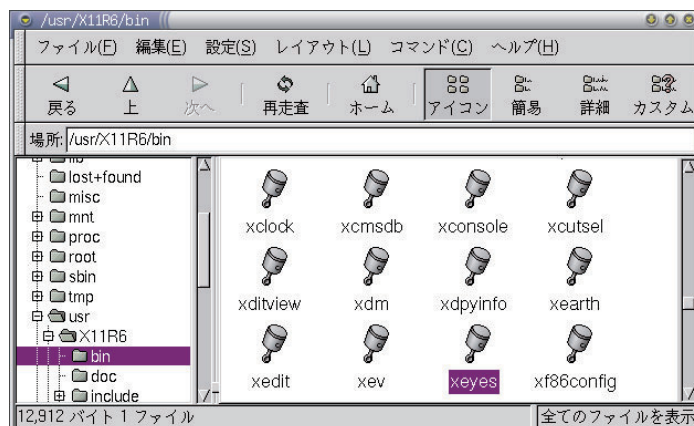 /usr/X11R6/bin
ファイル(F) 編集(E) 設定(S) レイアウト(L) コマンド(C) ヘルプ(H)
戻る 上 次へ 再走査 ホーム アイコン 簡易 詳細 カスタム
場所: /usr/X11R6/bin
lib
lost+found
misc
mnt
proc
root
sbin
tmp
usr
X11R6
bin
doc
include
xclock xcmsdb xconsole xcutsel
xditview xdm xdpyinfo xearth
xedit xev xeyes xf86config
12,912 バイト 1 ファイル 全てのファイルを表示